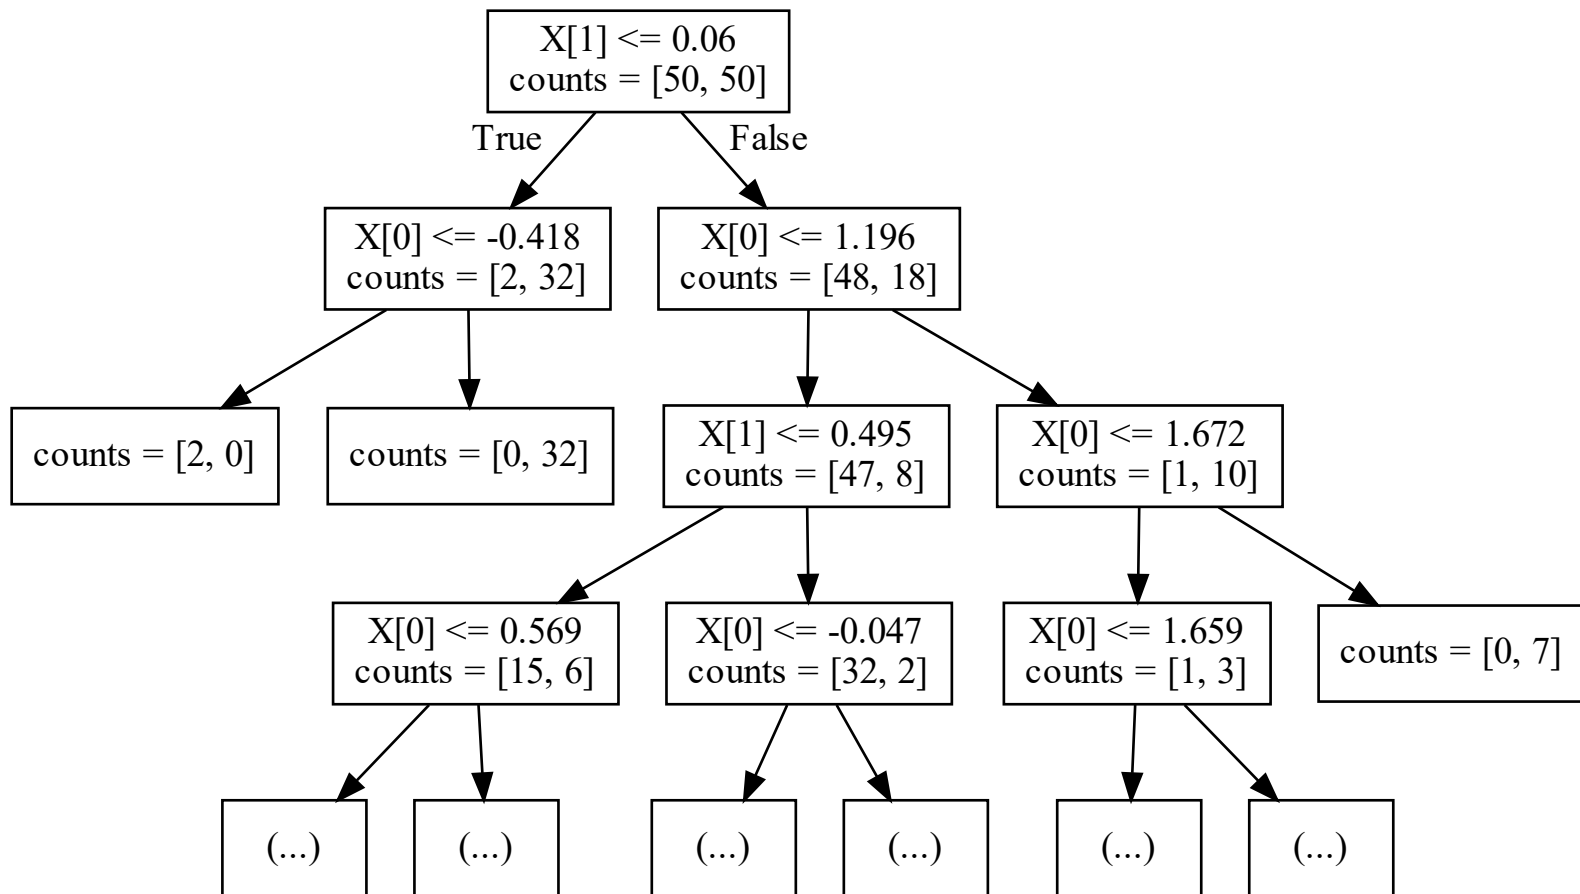 X[1] <= 0.06
counts = [50, 50]
True
False
X[0] <= -0.418
counts = [2, 32]
X[0] <= 1.196
counts = [48, 18]
counts = [2, 0]
counts = [0, 32]
X[1] <= 0.495
counts = [47, 8]
X[0] <= 1.672
counts = [1, 10]
X[0] <= 0.569
counts = [15, 6]
X[0] <= -0.047
counts = [32, 2]
X[0] <= 1.659
counts = [1, 3]
counts = [0, 7]
(...)
(...)
(...)
(...)
(...)
(...)